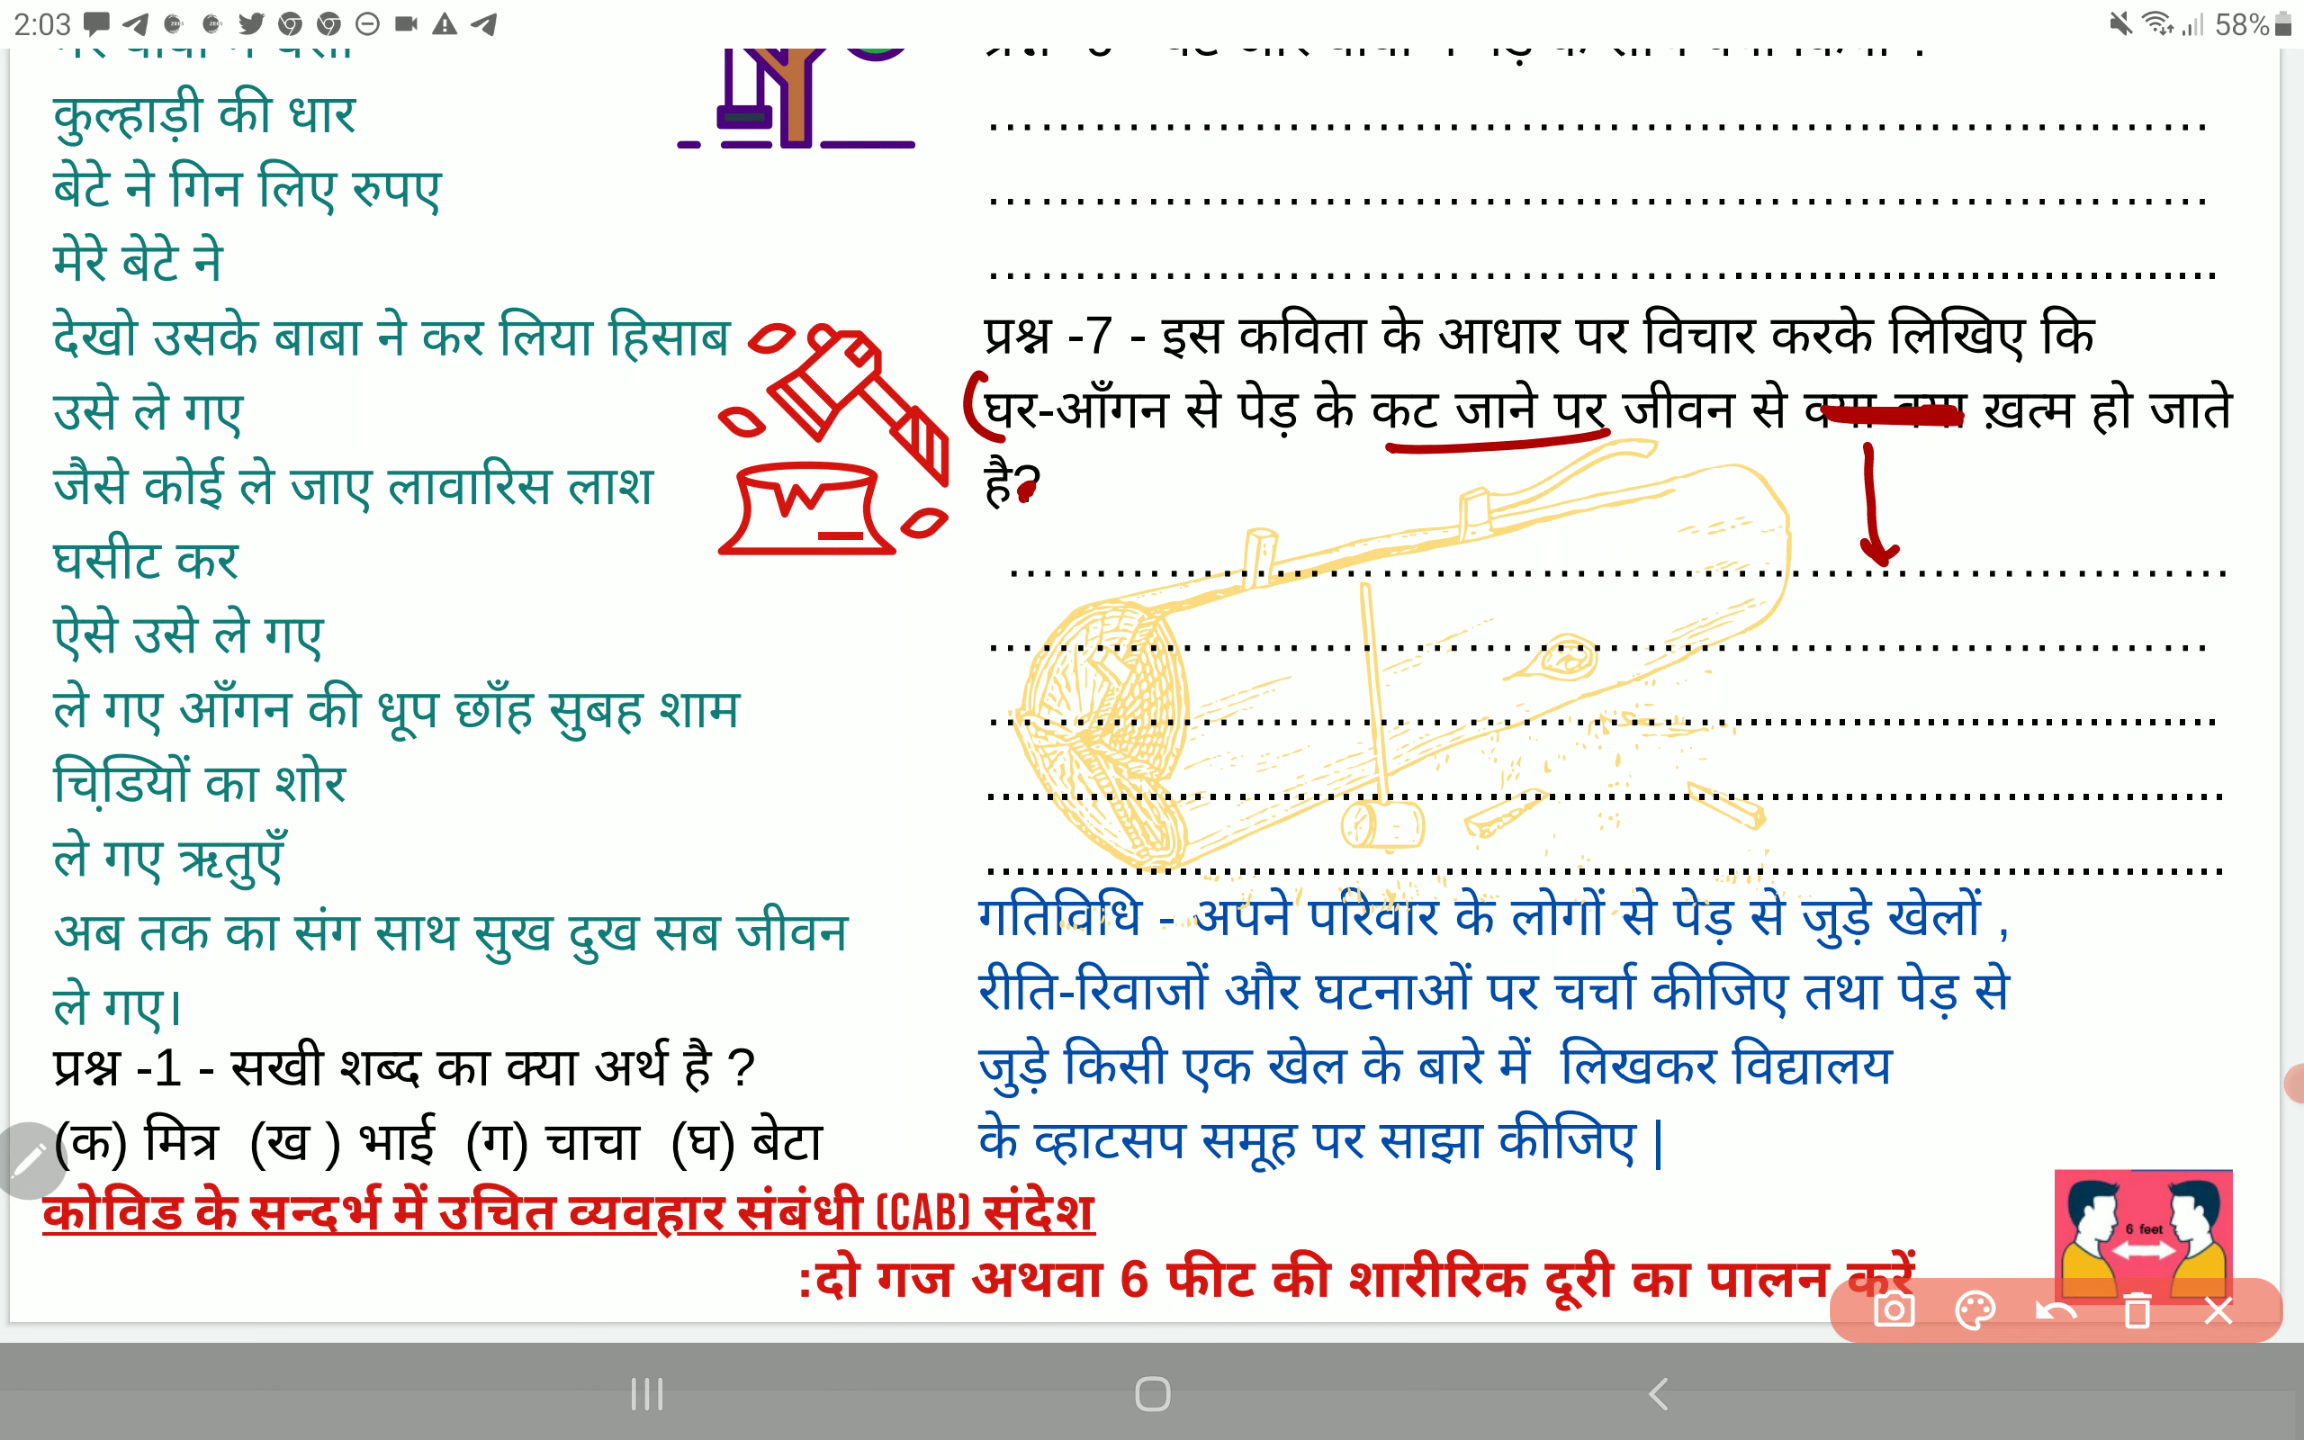 2:03
58%
कुल्हाड़ी की धार
बेटे ने गिन लिए रुपए
मेरे बेटे ने
देखो उसके बाबा ने कर लिया हिसाब
उसे ले गए
जैसे कोई ले जाए लावारिस लाश
घसीट कर
ऐसे उसे ले गए
ले गए आँगन की धूप छाँह सुबह शाम
चिड़ियों का शोर
ले गए ऋतुएँ
अब तक का संग साथ सुख दुख सब जीवन
ले गए।
प्रश्न -1 - सखी शब्द का क्या अर्थ है ?
(क) मित्र (ख ) भाई (ग) चाचा (घ) बेटा
प्रश्न -7 - इस कविता के आधार पर विचार करके लिखिए कि
घर-आँगन से पेड़ के कट जाने पर जीवन से क्या क्या ख़त्म हो जाते
है?
गतिविधि - अपने परिवार के लोगों से पेड़ से जुड़े खेलों ,
रीति-रिवाजों और घटनाओं पर चर्चा कीजिए तथा पेड़ से
जुड़े किसी एक खेल के बारे में लिखकर विद्यालय
के व्हाटसप समूह पर साझा कीजिए |
कोविड के सन्दर्भ में उचित व्यवहार संबंधी (CAB) संदेश
:दो गज अथवा 6 फीट की शारीरिक दूरी का पालन करें
6 feet